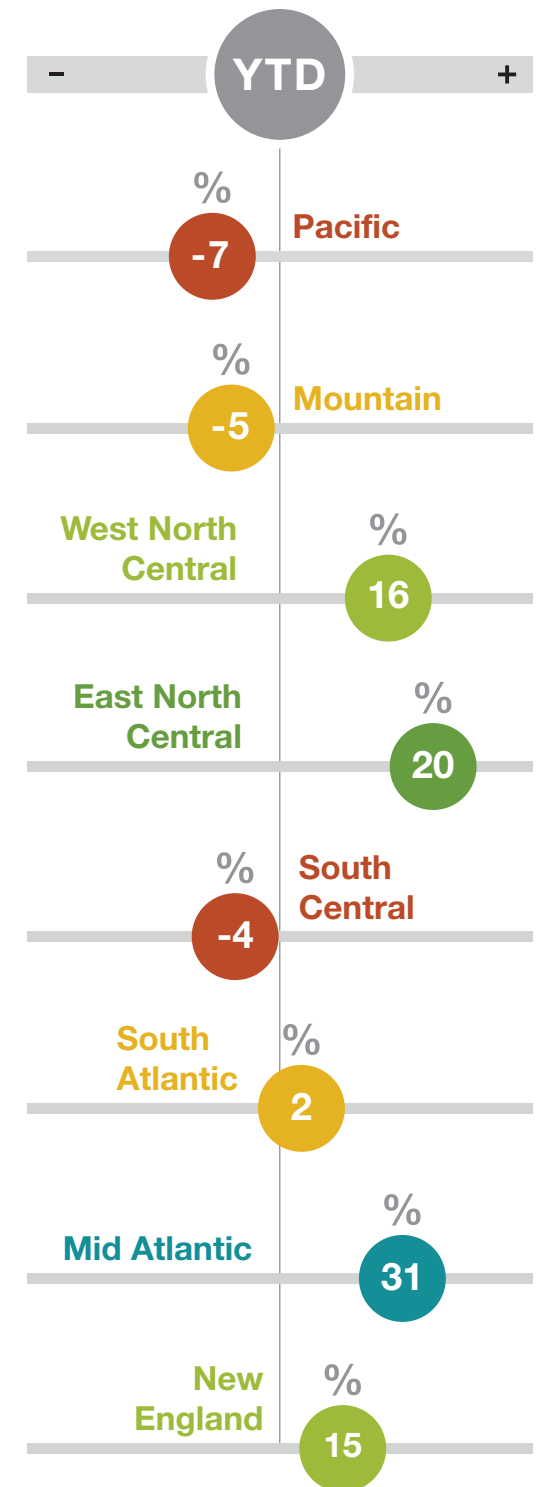 - YTD +
%
Pacific
-7
%
Mountain
-5
West North
Central
%
16
East North
Central
%
20
%
South
Central
-4
South
Atlantic
%
2
%
Mid Atlantic
31
New
England
%
15